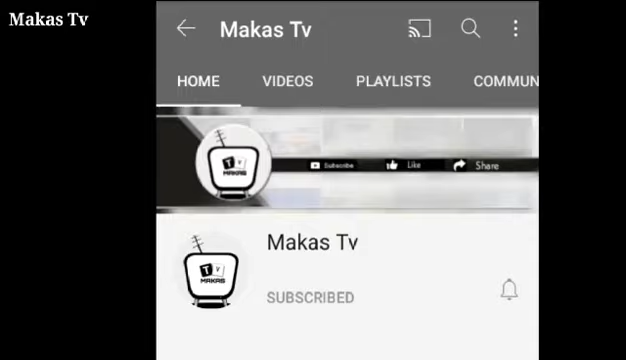 Makas Tv
Makas Tv
HOME VIDEOS PLAYLISTS COMMUN
TV
MAKAS
Subscribe Like Share
Makas Tv
TV
MAKAS
SUBSCRIBED